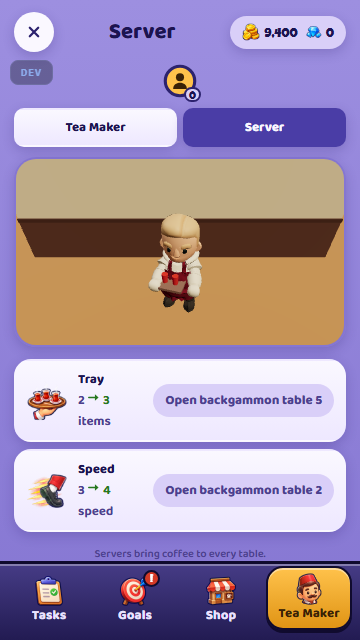 Server
9,400 0
DEV
0
Tea Maker
Server
Tray
2 → 3
items
Open backgammon table 5
Speed
3 → 4
speed
Open backgammon table 2
Servers bring coffee to every table.
Tasks
Goals
Shop
Tea Maker